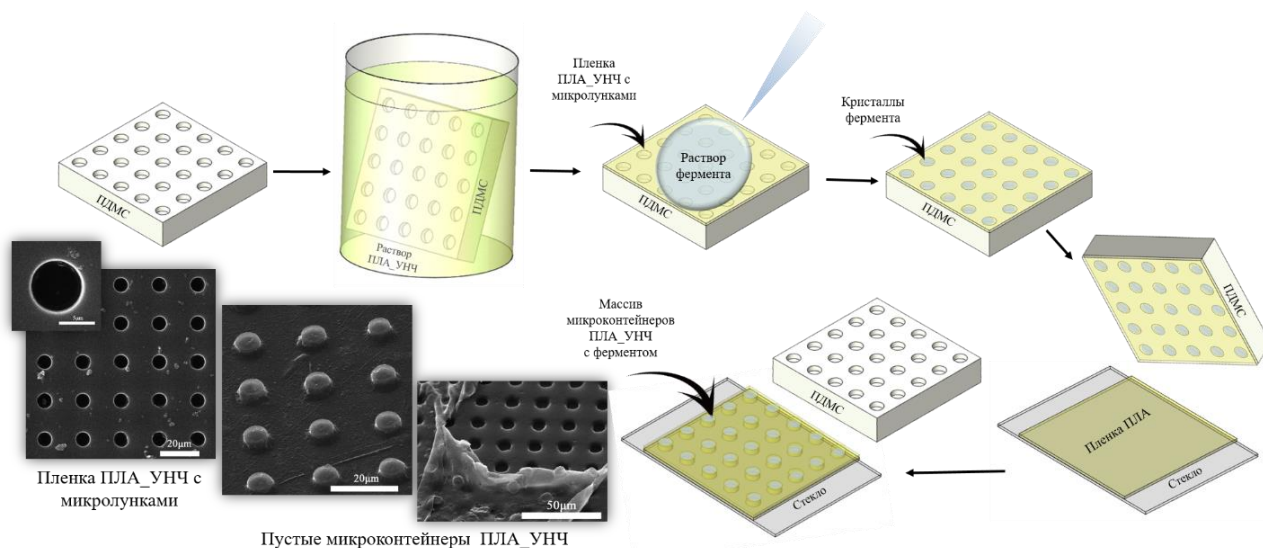 ПДМС
Раствор
ПЛА_УНЧ
ПДМС
Пленка
ПЛА_УНЧ с
микролунками
Раствор
фермента
ПДМС
Кристаллы
фермента
ПДМС
ПДМС
Пленка ПЛА
Стекло
ПДМС
Массив
микроконтейнеров
ПЛА_УНЧ
с ферментом
Стекло
20μm
Пленка ПЛА_УНЧ с
микролунками
20μm
50μm
Пустые микроконтейнеры ПЛА_УНЧ